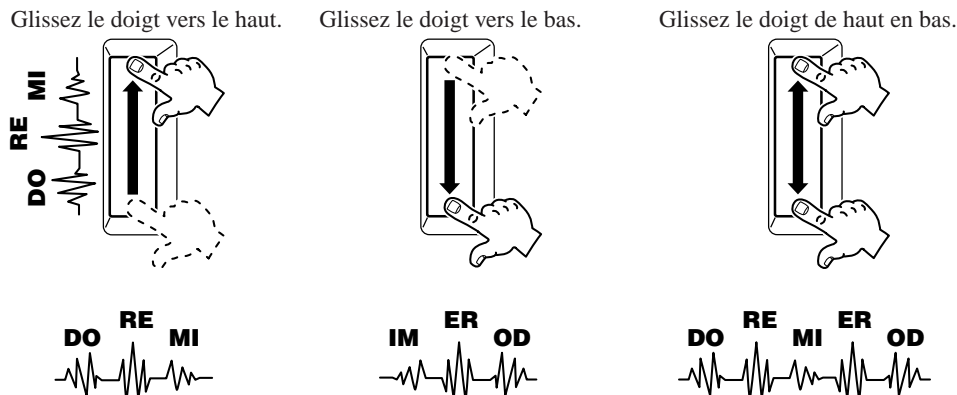 Glissez le doigt vers le haut.
Glissez le doigt vers le bas.
Glissez le doigt de haut en bas.
MI
RE
DO
DO RE MI
IM ER OD
DO RE MI ER OD